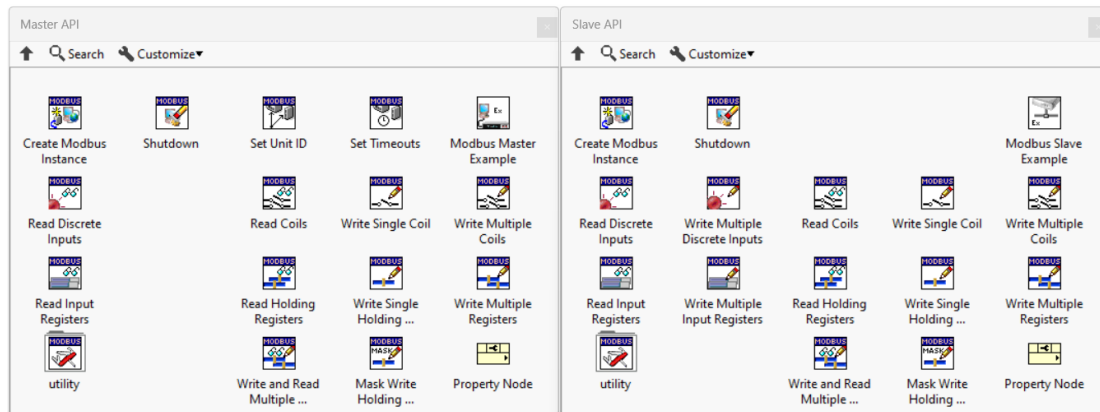 Master API
Search Customize
MODBUS MODBUS MODBUS MODBUS Ex
Create Modbus Instance
Shutdown
Set Unit ID
Set Timeouts
Modbus Master Example
MODBUS MODBUS MODBUS MODBUS
Read Discrete Inputs
Read Coils
Write Single Coil
Write Multiple Coils
MODBUS MODBUS MODBUS MODBUS
Read Input Registers
Read Holding Registers
Write Single Holding ...
Write Multiple Registers
MODBUS MODBUS MODBUS MASK
utility
Write and Read Multiple ...
Mask Write Holding ...
Property Node
Slave API
Search Customize
MODBUS MODBUS Ex
Create Modbus Instance
Shutdown
Modbus Slave Example
MODBUS MODBUS MODBUS MODBUS MODBUS
Read Discrete Inputs
Write Multiple Discrete Inputs
Read Coils
Write Single Coil
Write Multiple Coils
MODBUS MODBUS MODBUS MODBUS MODBUS
Read Input Registers
Write Multiple Input Registers
Read Holding Registers
Write Single Holding ...
Write Multiple Registers
MODBUS MODBUS MODBUS MASK
utility
Write and Read Multiple ...
Mask Write Holding ...
Property Node